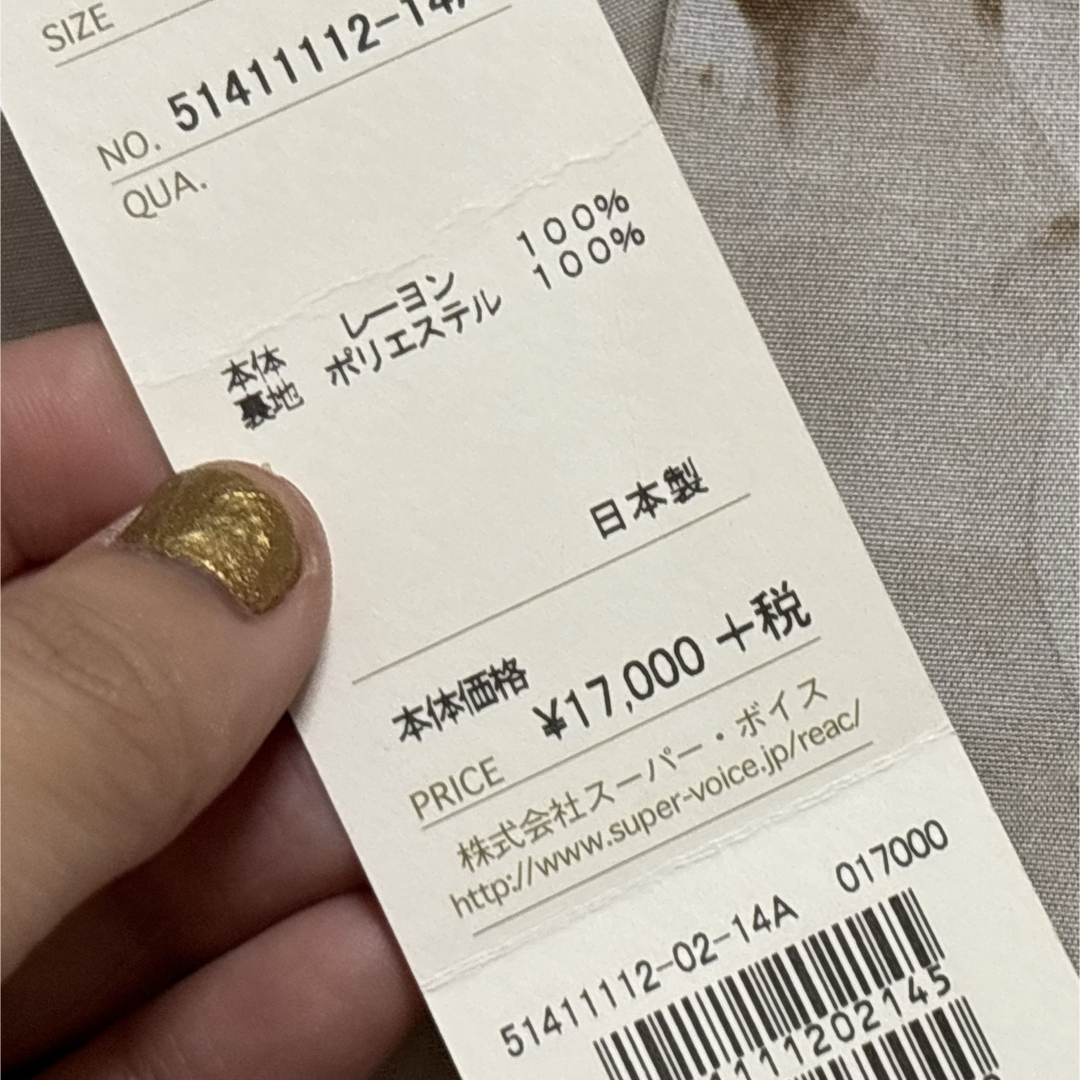 SIZE
NO. 51411112-14
QUA.
本体 レーヨン 100%
裏地 ポリエステル 100%
日本製
本体価格
PRICE ¥17,000 +税
株式会社スーパー・ボイス
http://www.super-voice.jp/reac/
51411112-02-14A 017000
1111202145